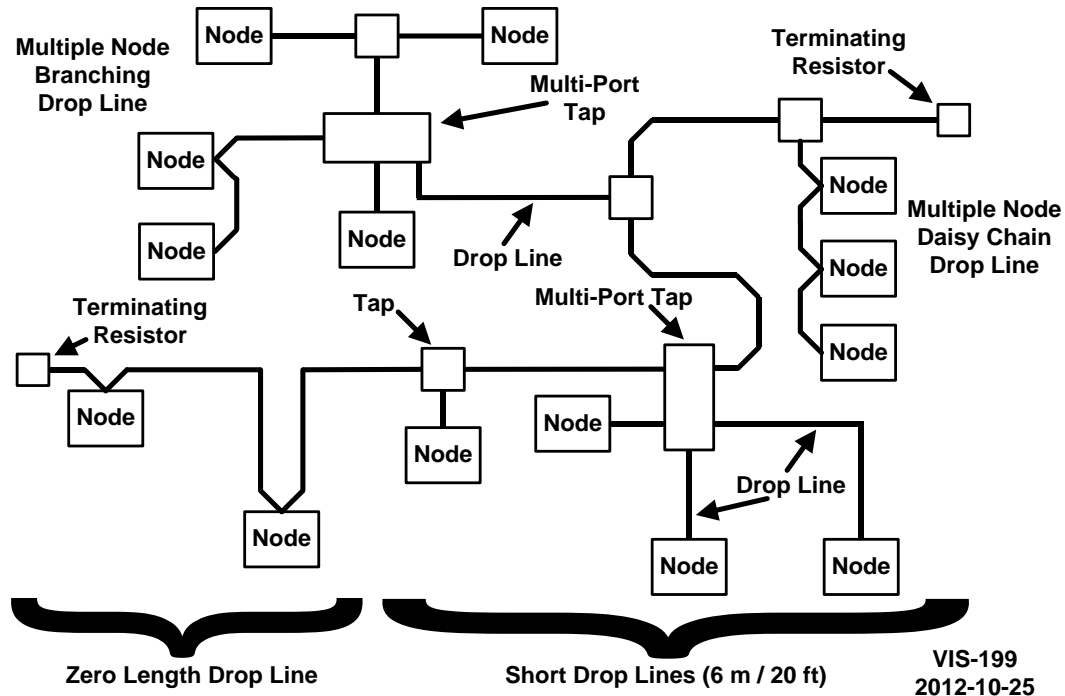 Multiple Node
Branching
Drop Line
Node
Node
Terminating
Resistor
Multi-Port
Tap
Node
Node
Node
Node
Drop Line
Node
Node
Node
Multiple Node
Daisy Chain
Drop Line
Terminating
Resistor
Tap
Multi-Port Tap
Node
Node
Node
Node
Drop Line
Node
Node
Node
Zero Length Drop Line
Short Drop Lines (6 m / 20 ft)
VIS-199
2012-10-25